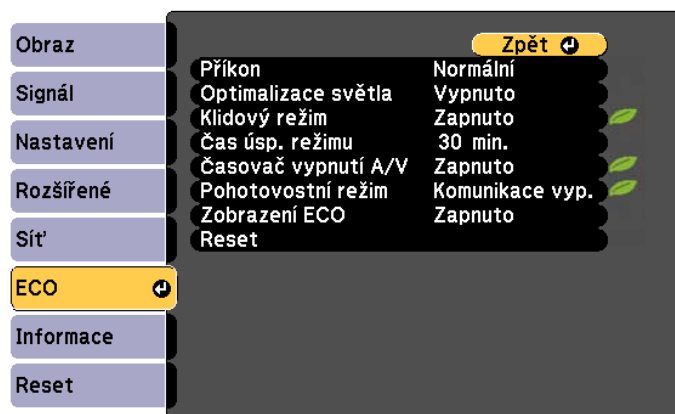 Obraz
Signál
Nastavení
Rozšířené
Síť
ECO
Informace
Reset
Zpět
Příkon Normální
Optimalizace světla Vypnuto
Klidový režim Zapnuto
Čas úsp. režimu 30 min.
Časovač vypnutí A/V Zapnuto
Pohotovostní režim Komunikace vyp.
Zobrazení ECO Zapnuto
Reset